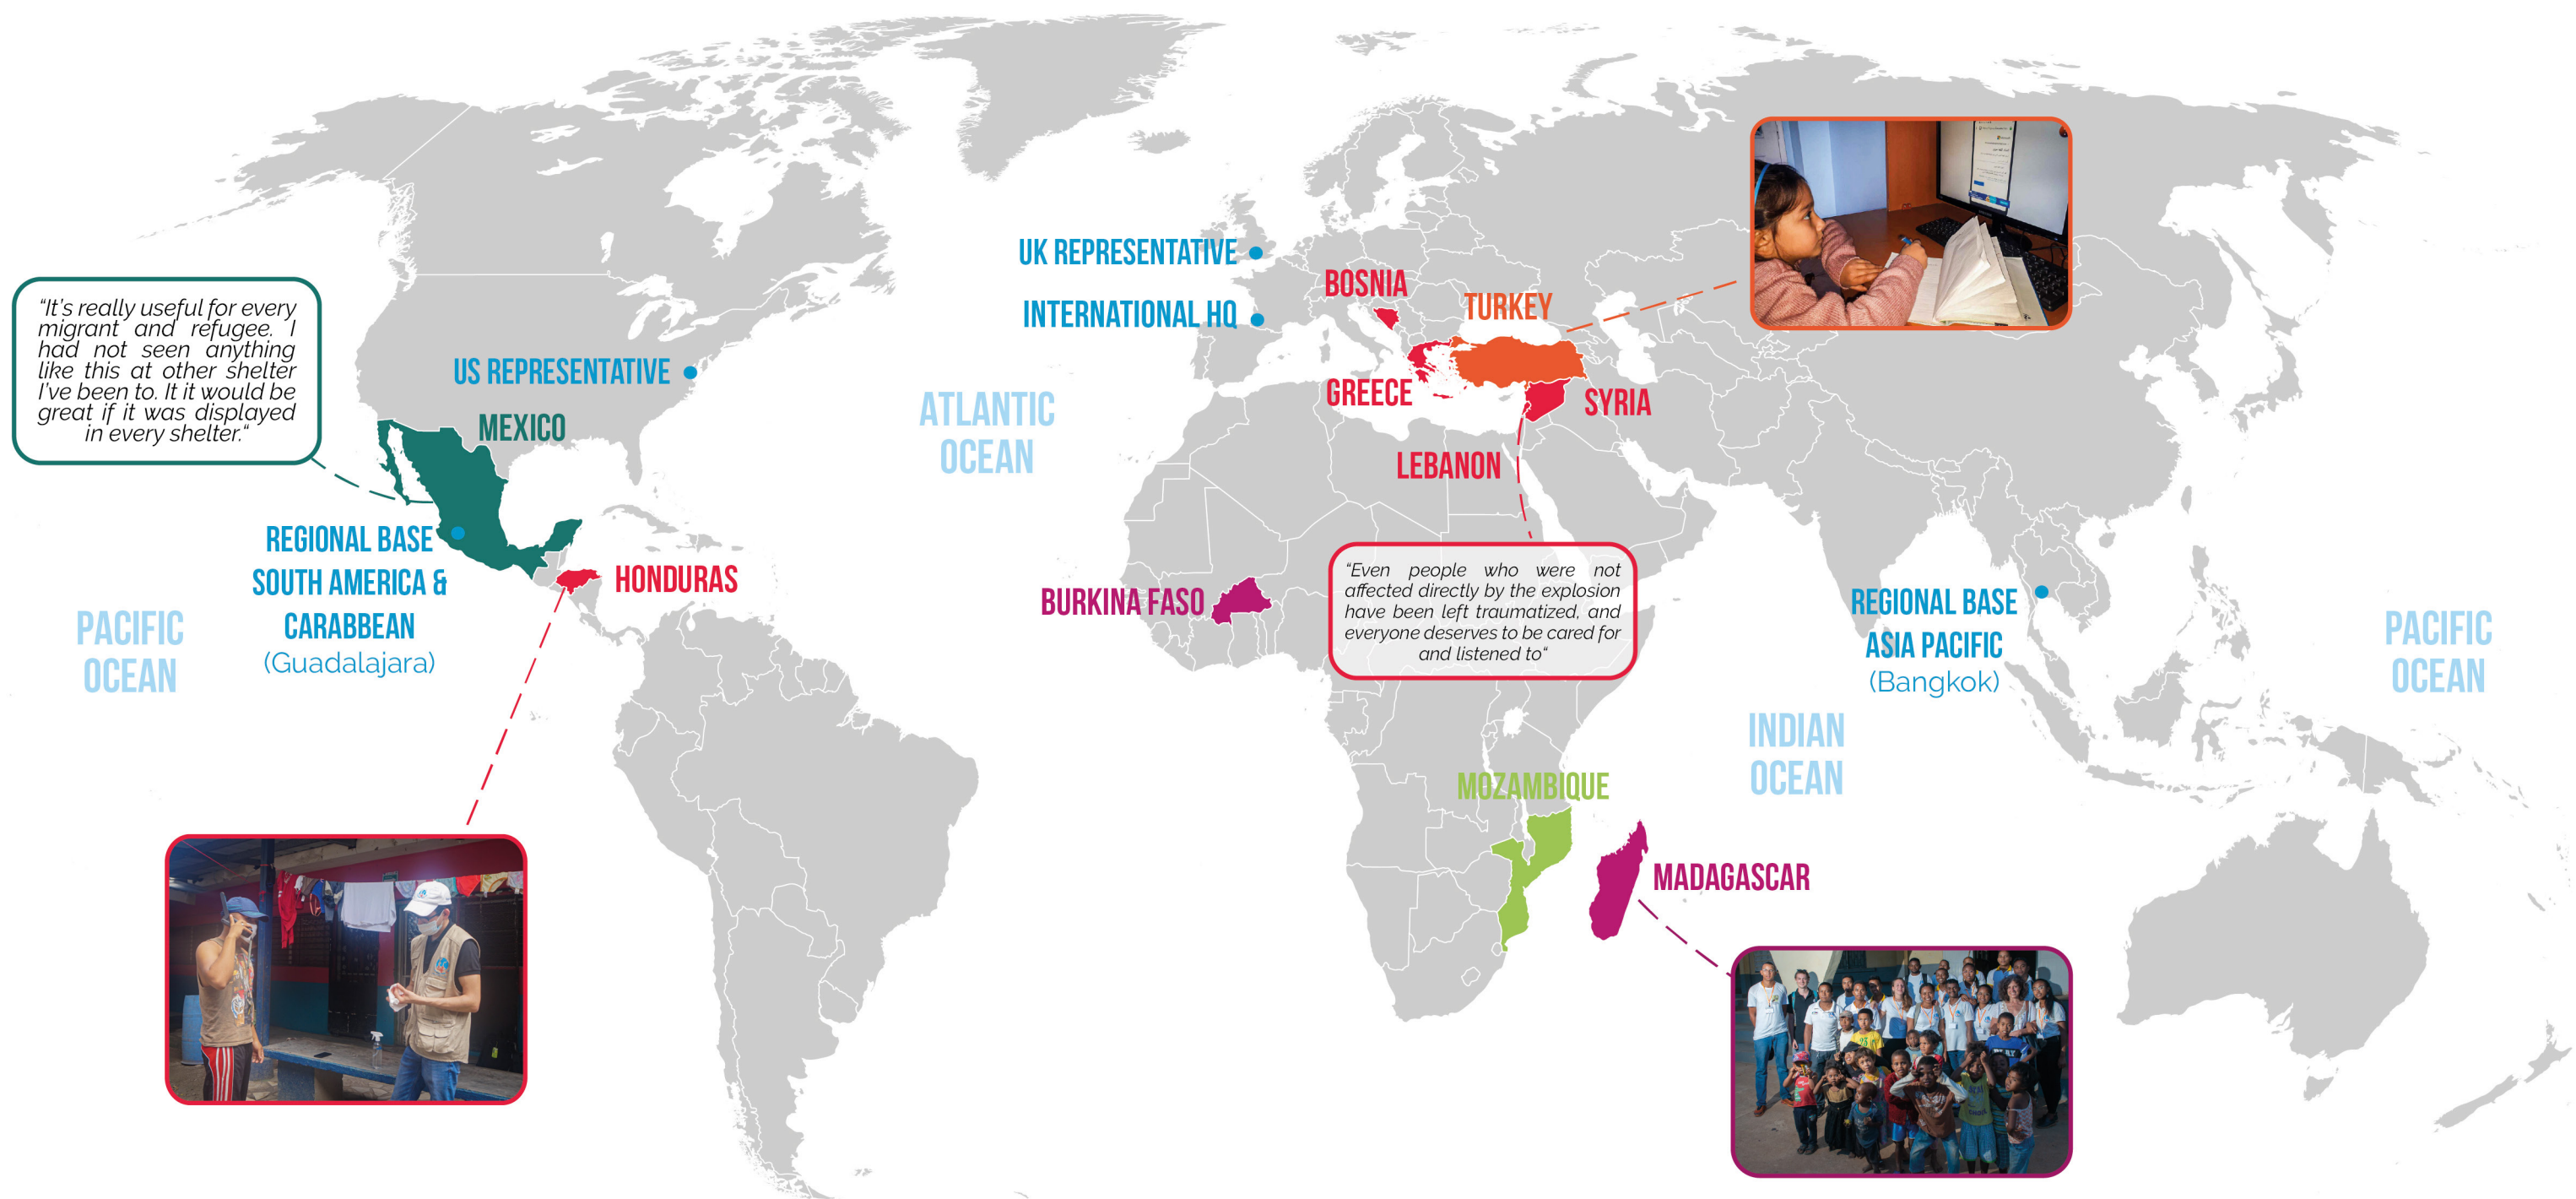 UK REPRESENTATIVE
INTERNATIONAL HQ
BOSNIA
TURKEY
"It's really useful for every
migrant and refugee. I
had not seen anything
like this at other shelter
I've been to. It it would be
great if it was displayed
in every shelter."
US REPRESENTATIVE
MEXICO
ATLANTIC
OCEAN
GREECE
SYRIA
LEBANON
REGIONAL BASE
SOUTH AMERICA &
CARABBEAN
(Guadalajara)
HONDURAS
PACIFIC
OCEAN
BURKINA FASO
"Even people who were not
affected directly by the explosion
have been left traumatized, and
everyone deserves to be cared for
and listened to"
REGIONAL BASE
ASIA PACIFIC
(Bangkok)
PACIFIC
OCEAN
INDIAN
OCEAN
MOZAMBIQUE
MADAGASCAR